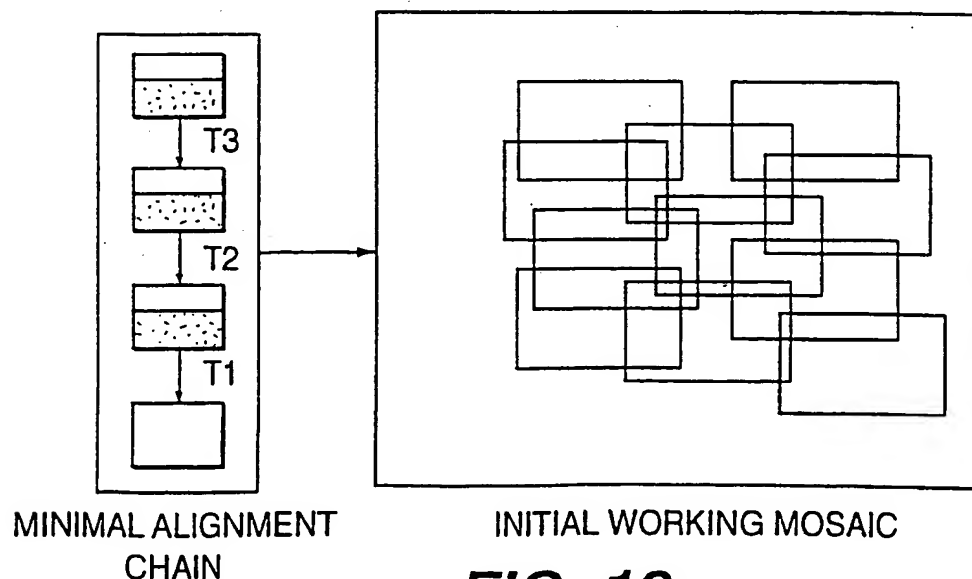 T3
T2
T1
MINIMAL ALIGNMENT
CHAIN
INITIAL WORKING MOSAIC